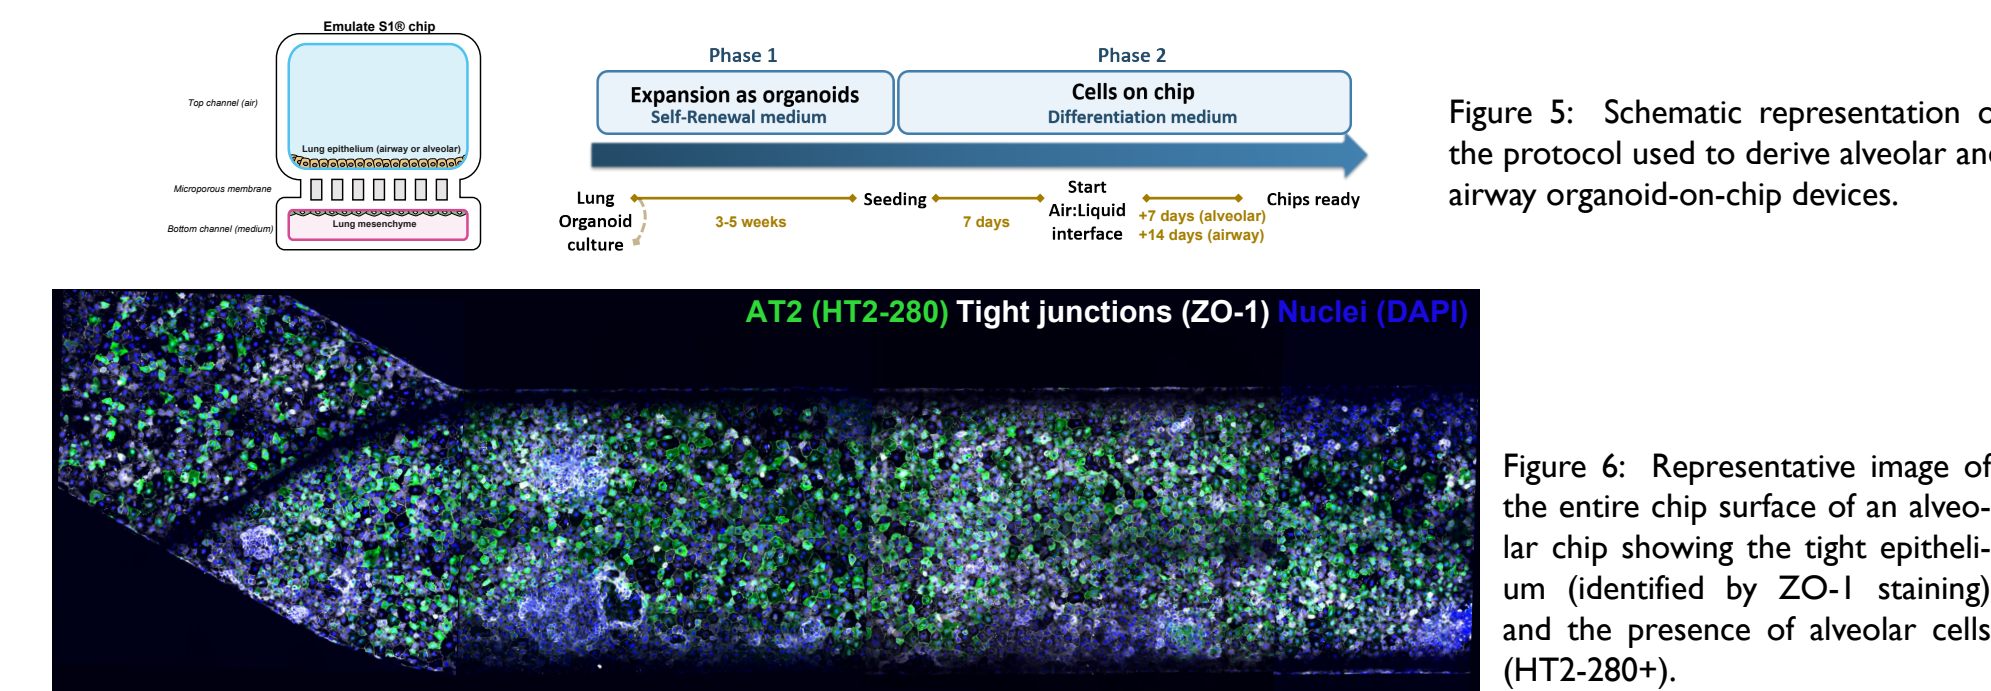 Emulate S1® chip
Top channel (air)
Lung epithelium (airway or alveolar)
Microporous membrane
Lung mesenchyme
Bottom channel (medium)
Phase 1
Phase 2
Expansion as organoids
Self-Renewal medium
Cells on chip
Differentiation medium
Lung
Organoid
culture
3-5 weeks
Seeding
7 days
Start
Air:Liquid
interface
+7 days (alveolar)
+14 days (airway)
Chips ready
Figure 5: Schematic representation o
the protocol used to derive alveolar an
airway organoid-on-chip devices.
AT2 (HT2-280) Tight junctions (ZO-1) Nuclei (DAPI)
Figure 6: Representative image of
the entire chip surface of an alveo-
lar chip showing the tight epitheli-
um (identified by ZO-1 staining)
and the presence of alveolar cells
(HT2-280+).